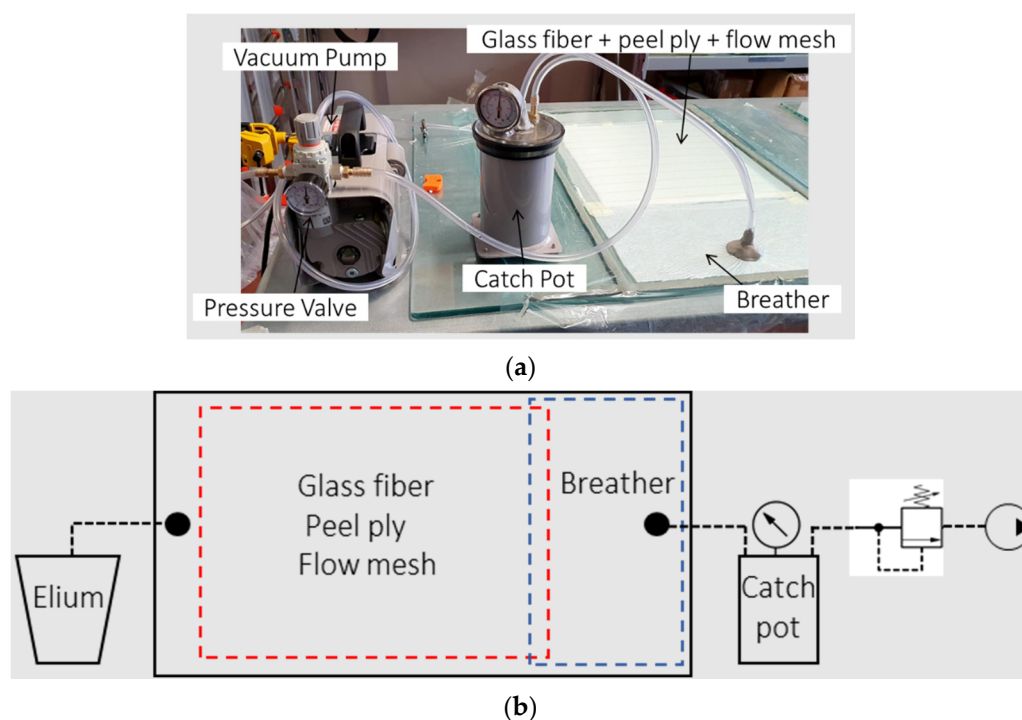 Glass fiber + peel ply + flow mesh
Vacuum Pump
Catch Pot
Pressure Valve
Breather
(a)
Glass fiber
Peel ply
Flow mesh
Breather
Elium
Catch
pot
(b)